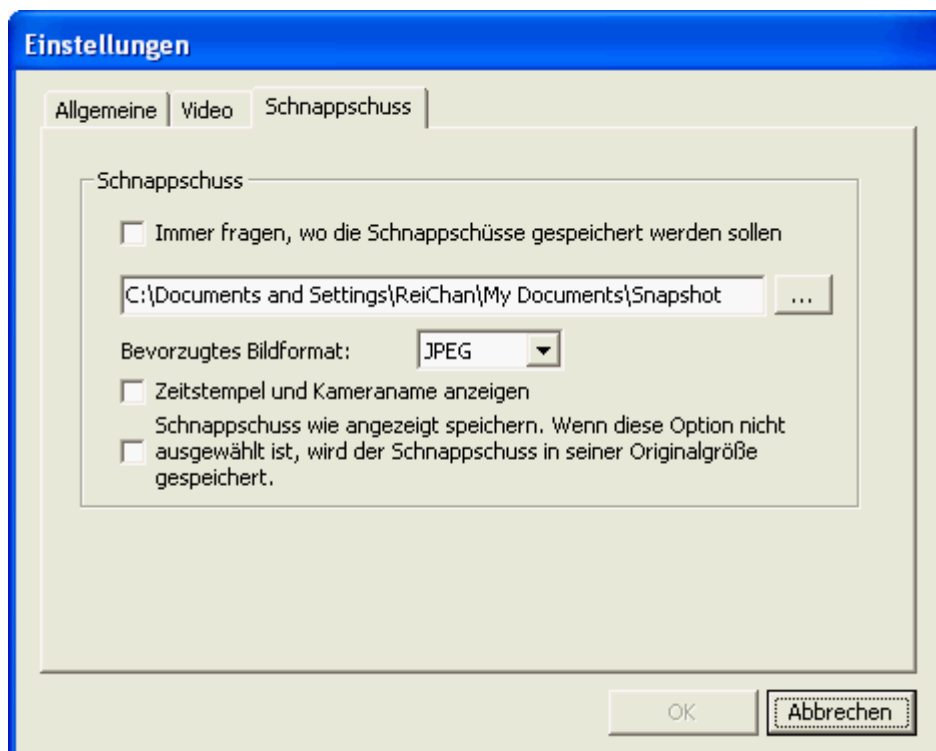 Einstellungen
Allgemeine Video Schnappschuss
Schnappschuss
Immer fragen, wo die Schnappschüsse gespeichert werden sollen
C:\Documents and Settings\ReiChan\My Documents\Snapshot ...
Bevorzugtes Bildformat: JPEG
Zeitstempel und Kameraname anzeigen
Schnappschuss wie angezeigt speichern. Wenn diese Option nicht
ausgewählt ist, wird der Schnappschuss in seiner Originalgröße
gespeichert.
OK Abbrechen